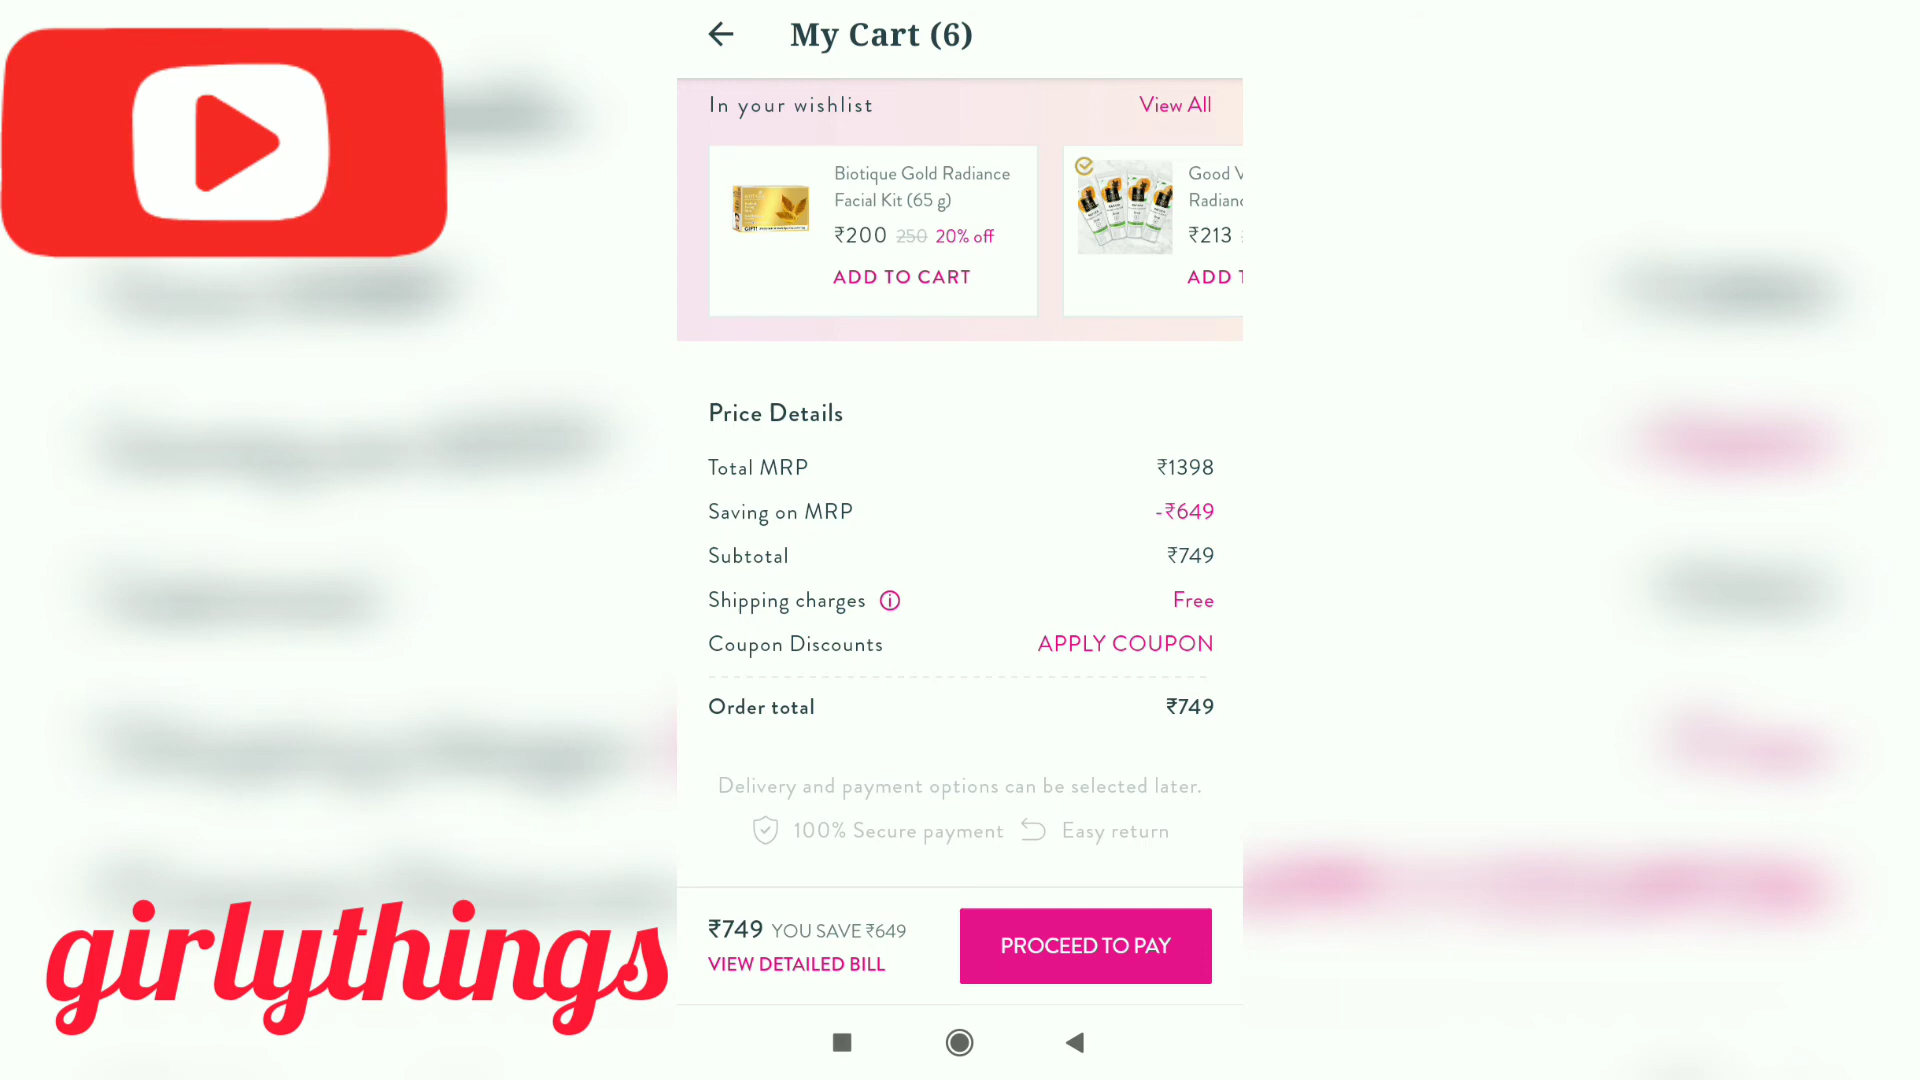 My Cart (6)
In your wishlist
View All
Biotique Gold Radiance
Facial Kit (65 g)
₹200 250 20% off
ADD TO CART
Good V
Radianc
₹213
ADD T
Price Details
Total MRP ₹1398
Saving on MRP -₹649
Subtotal ₹749
Shipping charges Free
Coupon Discounts APPLY COUPON
Order total ₹749
Delivery and payment options can be selected later.
100% Secure payment Easy return
₹749 YOU SAVE ₹649
VIEW DETAILED BILL
PROCEED TO PAY
girlythings